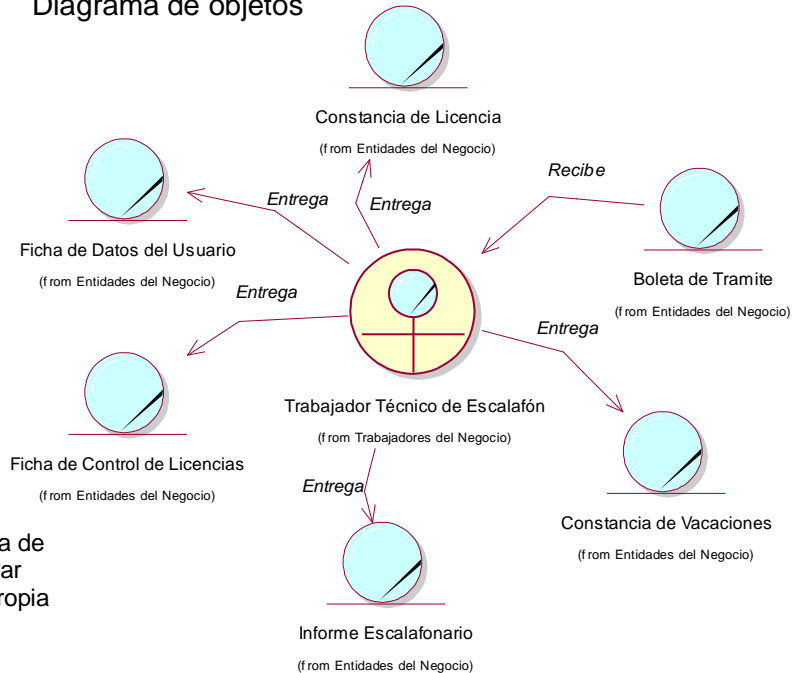 Diagrama de objetos
Constancia de Licencia
(from Entidades del Negocio)
Recibe
Entrega
Entrega
Ficha de Datos del Usuario
(from Entidades del Negocio)
Boleta de Tramite
(from Entidades del Negocio)
Entrega
Entrega
Trabajador Técnico de Escalafón
(from Trabajadores del Negocio)
Ficha de Control de Licencias
(from Entidades del Negocio)
Entrega
Constancia de Vacaciones
(from Entidades del Negocio)
a de
ar
ropia
Informe Escalafonario
(from Entidades del Negocio)